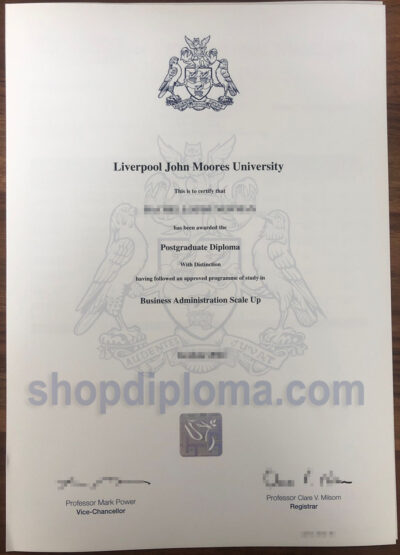 Liverpool John Moores University
This is to certify that
has been awarded the
Postgraduate Diploma
With Distinction
having followed an approved programme of study in
Business Administration Scale Up
AUDENTES JUVAT
shopdiploma.com
Professor Mark Power
Vice-Chancellor
Professor Clare V. Milsom
Registrar